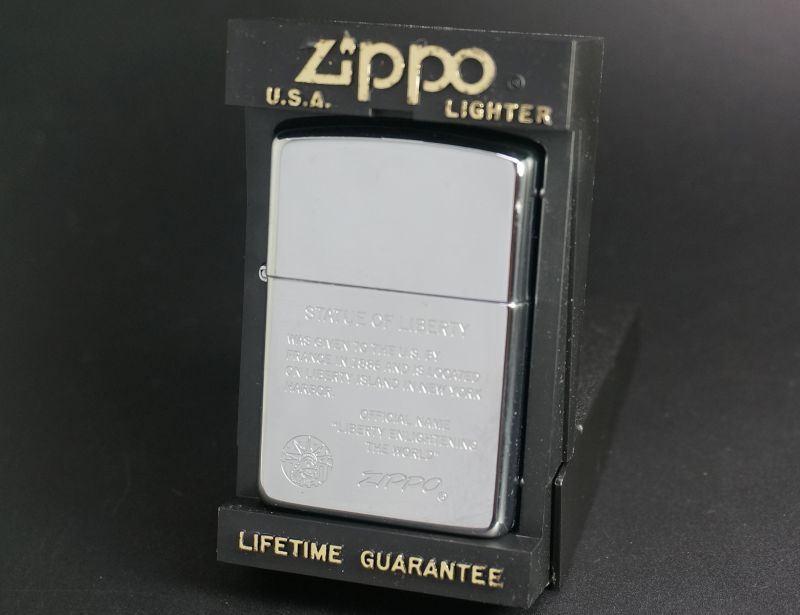 Zippo
U.S.A. LIGHTER
STATUE OF LIBERTY
WAS GIVEN TO THE U.S. BY
FRANCE IN 1886 AND IS LOCATED
ON LIBERTY ISLAND IN NEW YORK
HARBOR.
OFFICIAL NAME
"LIBERTY ENLIGHTENING
THE WORLD"
ZIPPO
LIFETIME GUARANTEE